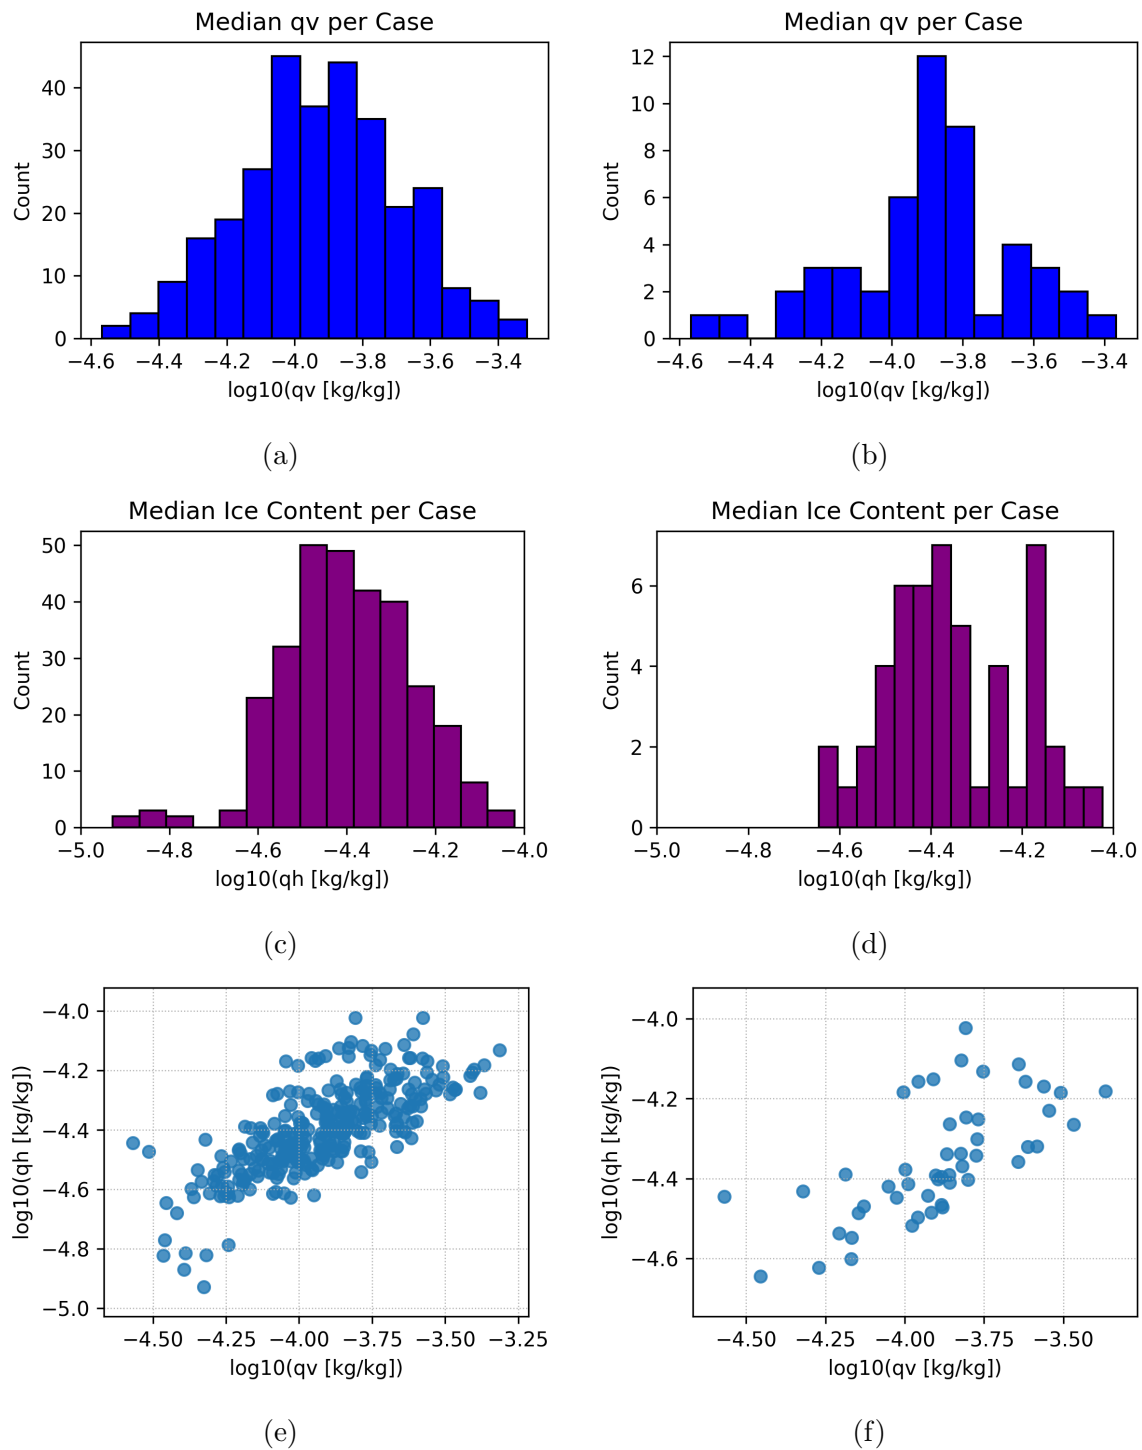 Median qv per Case
40
30
20
10
0
Count
−4.6 −4.4 −4.2 −4.0 −3.8 −3.6 −3.4
log10(qv [kg/kg])
(a)
Median qv per Case
12
10
8
6
4
2
0
Count
−4.6 −4.4 −4.2 −4.0 −3.8 −3.6 −3.4
log10(qv [kg/kg])
(b)
Median Ice Content per Case
50
40
30
20
10
0
Count
−5.0 −4.8 −4.6 −4.4 −4.2 −4.0
log10(qh [kg/kg])
(c)
Median Ice Content per Case
6
4
2
0
Count
−5.0 −4.8 −4.6 −4.4 −4.2 −4.0
log10(qh [kg/kg])
(d)
−4.0
−4.2
−4.4
−4.6
−4.8
−5.0
log10(qh [kg/kg])
−4.50 −4.25 −4.00 −3.75 −3.50 −3.25
log10(qv [kg/kg])
(e)
−4.0
−4.2
−4.4
−4.6
log10(qh [kg/kg])
−4.50 −4.25 −4.00 −3.75 −3.50
log10(qv [kg/kg])
(f)